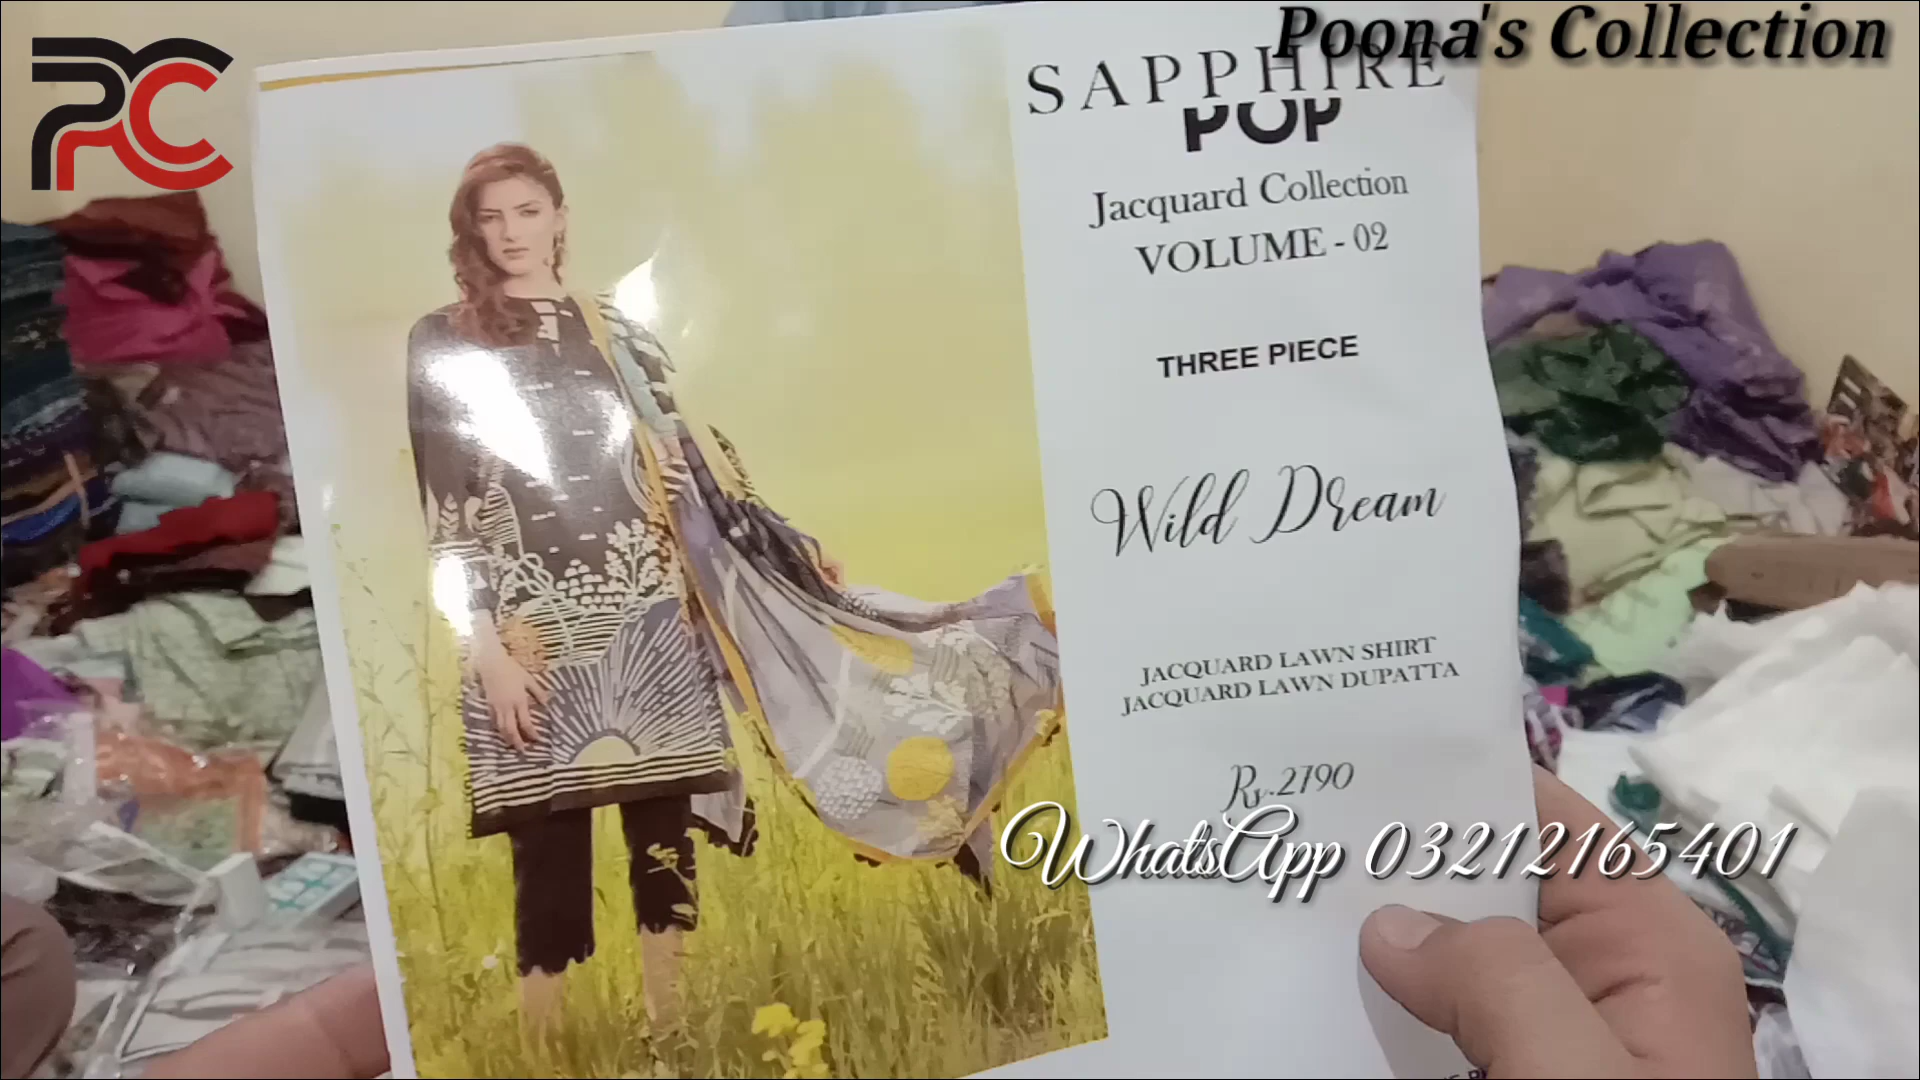 Poona's Collection
PC
SAPPHIRE
POP
Jacquard Collection
VOLUME - 02
THREE PIECE
Wild Dream
JACQUARD LAWN SHIRT
JACQUARD LAWN DUPATTA
Rs.2790
WhatsApp 03212165401